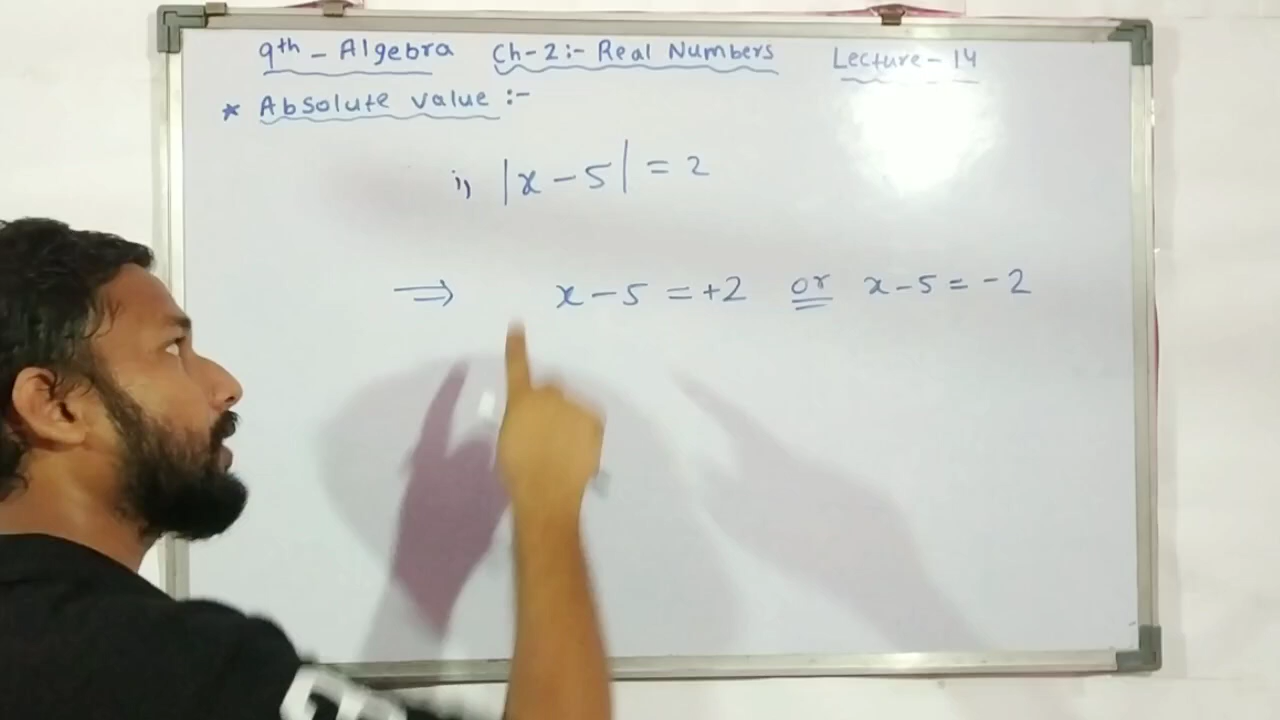 9th - Algebra Ch-2:- Real Numbers Lecture - 14
* Absolute value :-
i) |x - 5| = 2
⇒ x - 5 = +2 or x - 5 = -2